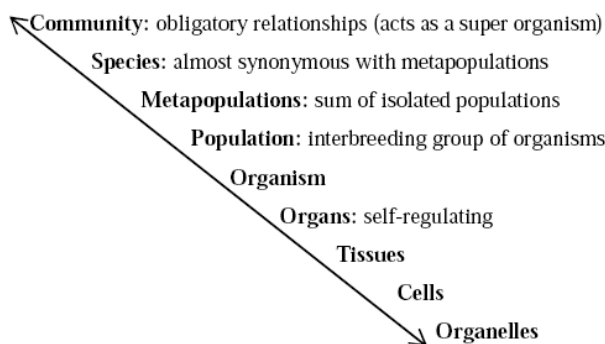 Community: obligatory relationships (acts as a super organism)
Species: almost synonymous with metapopulations
Metapopulations: sum of isolated populations
Population: interbreeding group of organisms
Organism
Organs: self-regulating
Tissues
Cells
Organelles